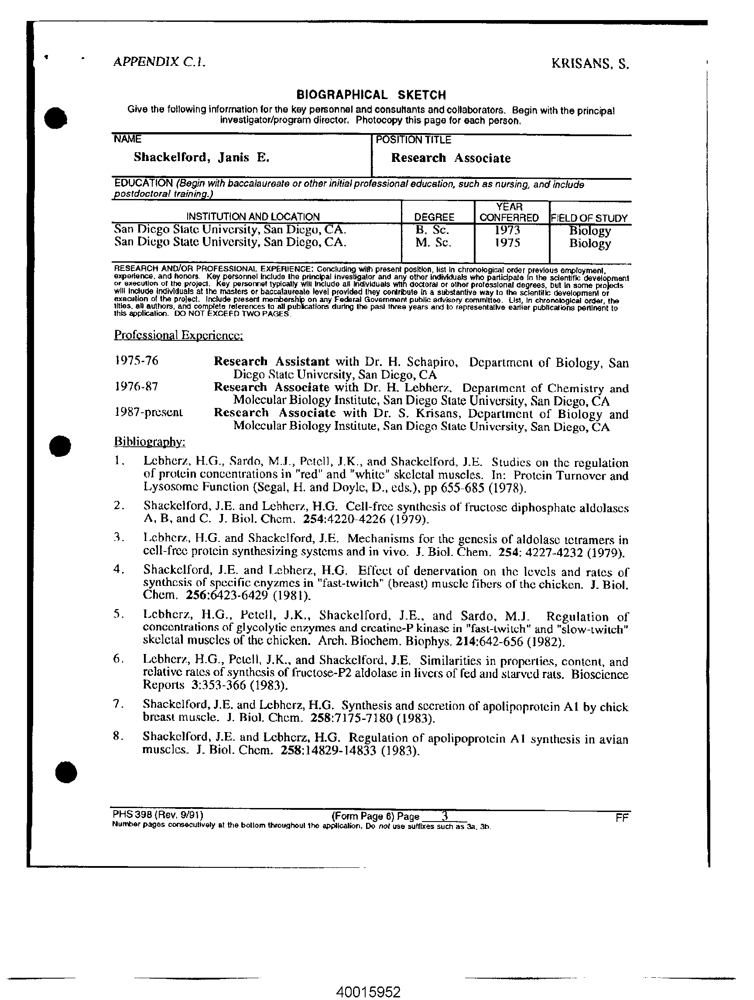 APPENDIX C.1. KRISANS, S.
BIOGRAPHICAL SKETCH
Give the following information for the key personnel and consultants and collaborators. Begin with the principal
investigator/program director. Photocopy this page for each person.
NAME POSITION TITLE
Shackelford, Janis E. Research Associate
EDUCATION (Begin with baccalaureate or other initial professional education, such as nursing, and include
postdoctoral training.)
INSTITUTION AND LOCATION DEGREE YEAR CONFERRED FIELD OF STUDY
San Diego State University, San Diego, CA. B. Sc. 1973 Biology
San Diego State University, San Diego, CA. M. Sc. 1975 Biology
RESEARCH AND/OR PROFESSIONAL EXPERIENCE: Concluding with present position, list in chronological order previous employment,
experience, and honors. Key personnel include the principal investigator and any other individuals who participate in the scientific development
or execution of the project. Key personnel typically will include all individuals with doctoral or other professional degrees, but in some projects
will include individuals at the masters or baccalaureate level provided they contribute in a substantive way to the scientific development or
execution of the project. Include present membership on any Federal Government public advisory committee. List, in chronological order, the
titles, all authors, and complete references to all publications during the past three years and to representative earlier publications pertinent to
this application. DO NOT EXCEED TWO PAGES.
Professional Experience:
1975-76 Research Assistant with Dr. H. Schapiro, Department of Biology, San
Diego State University, San Diego, CA
1976-87 Research Associate with Dr. H. Lebherz, Department of Chemistry and
Molecular Biology Institute, San Diego State University, San Diego, CA
1987-present Research Associate with Dr. S. Krisans, Department of Biology and
Molecular Biology Institute, San Diego State University, San Diego, CA
Bibliography:
1. Lebherz, H.G., Sardo, M.J., Petell, J.K., and Shackelford, J.E. Studies on the regulation
of protein concentrations in "red" and "white" skeletal muscles. In: Protein Turnover and
Lysosome Function (Segal, H. and Doyle, D., eds.), pp 655-685 (1978).
2. Shackelford, J.E. and Lebherz, H.G. Cell-free synthesis of fructose diphosphate aldolases
A, B, and C. J. Biol. Chem. 254:4220-4226 (1979).
3. Lebherz, H.G. and Shackelford, J.E. Mechanisms for the genesis of aldolase tetramers in
cell-free protein synthesizing systems and in vivo. J. Biol. Chem. 254: 4227-4232 (1979).
4. Shackelford, J.E. and Lebherz, H.G. Effect of denervation on the levels and rates of
synthesis of specific enyzmes in "fast-twitch" (breast) muscle fibers of the chicken. J. Biol.
Chem. 256:6423-6429 (1981).
5. Lebherz, H.G., Petell, J.K., Shackelford, J.E., and Sardo, M.J. Regulation of
concentrations of glycolytic enzymes and creatine-P kinase in "fast-twitch" and "slow-twitch"
skeletal muscles of the chicken. Arch. Biochem. Biophys. 214:642-656 (1982).
6. Lebherz, H.G., Petell, J.K., and Shackelford, J.E. Similarities in properties, content, and
relative rates of synthesis of fructose-P2 aldolase in livers of fed and starved rats. Bioscience
Reports 3:353-366 (1983).
7. Shackelford, J.E. and Lebherz, H.G. Synthesis and secretion of apolipoprotein A1 by chick
breast muscle. J. Biol. Chem. 258:7175-7180 (1983).
8. Shackelford, J.E. and Lebherz, H.G. Regulation of apolipoprotein A1 synthesis in avian
muscles. J. Biol. Chem. 258:14829-14833 (1983).
PHS 398 (Rev. 9/91) (Form Page 6) Page 3 FF
Number pages consecutively at the bottom throughout the application. Do not use suffixes such as 3a, 3b.
40015952